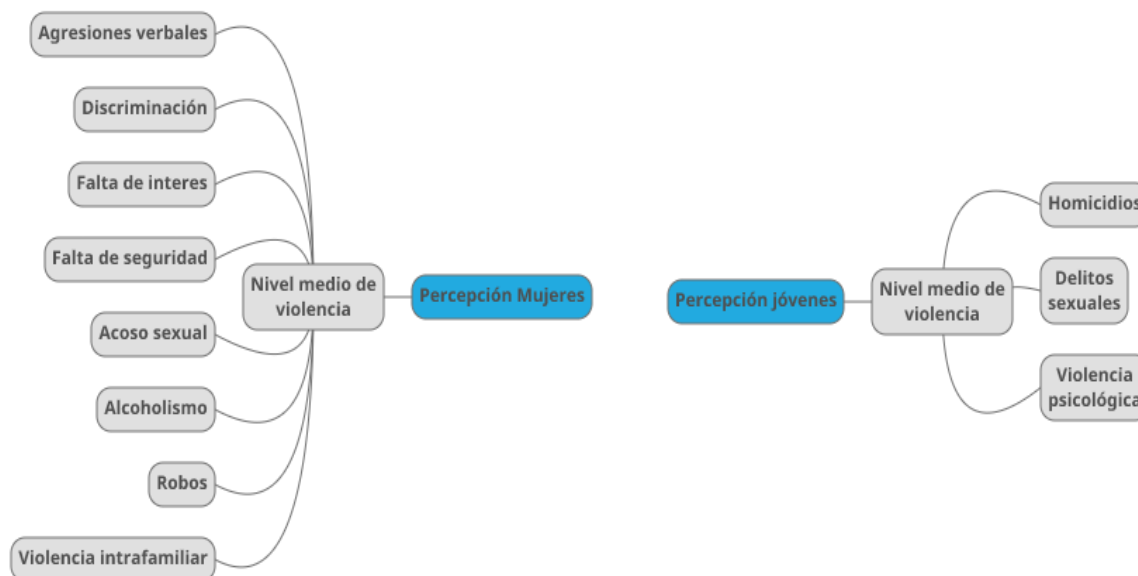 Agresiones verbales
Discriminación
Falta de interes
Falta de seguridad
Acoso sexual
Alcoholismo
Robos
Violencia intrafamiliar
Nivel medio de
violencia
Percepción Mujeres
Percepción jóvenes
Nivel medio de
violencia
Homicidios
Delitos
sexuales
Violencia
psicológica